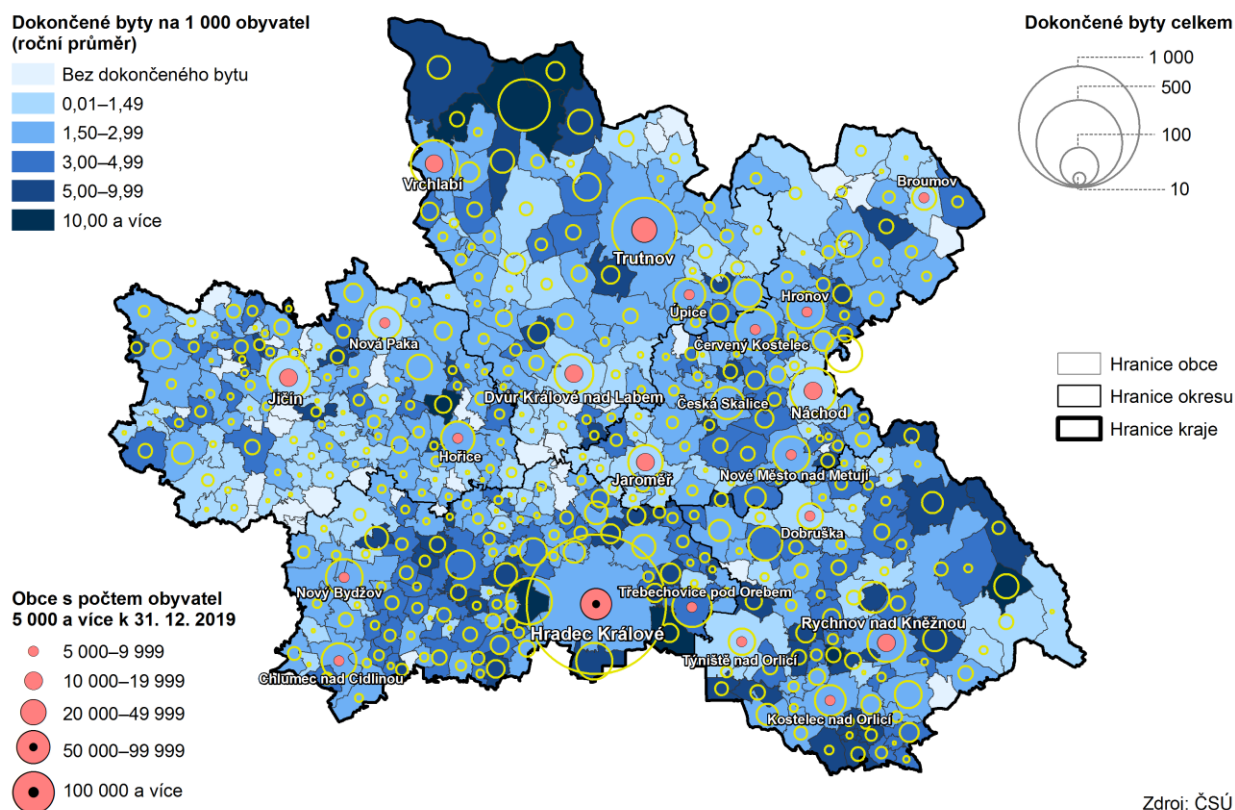 Dokončené byty na 1 000 obyvatel
(roční průměr)
Bez dokončeného bytu
0,01–1,49
1,50–2,99
3,00–4,99
5,00–9,99
10,00 a více
Dokončené byty celkem
1 000
500
100
10
Vrchlabí
Broumov
Trutnov
Úpice
Hronov
Nová Paka
Červený Kostelec
Jičín
Dvůr Králové nad Labem
Česká Skalice
Náchod
Hořice
Jaroměř
Nové Město nad Metují
Dobruška
Nový Bydžov
Třebechovice pod Orebem
Hradec Králové
Rychnov nad Kněžnou
Týniště nad Orlicí
Chlumec nad Cidlinou
Kostelec nad Orlicí
Hranice obce
Hranice okresu
Hranice kraje
Obce s počtem obyvatel
5 000 a více k 31. 12. 2019
5 000–9 999
10 000–19 999
20 000–49 999
50 000–99 999
100 000 a více
Zdroj: ČSÚ